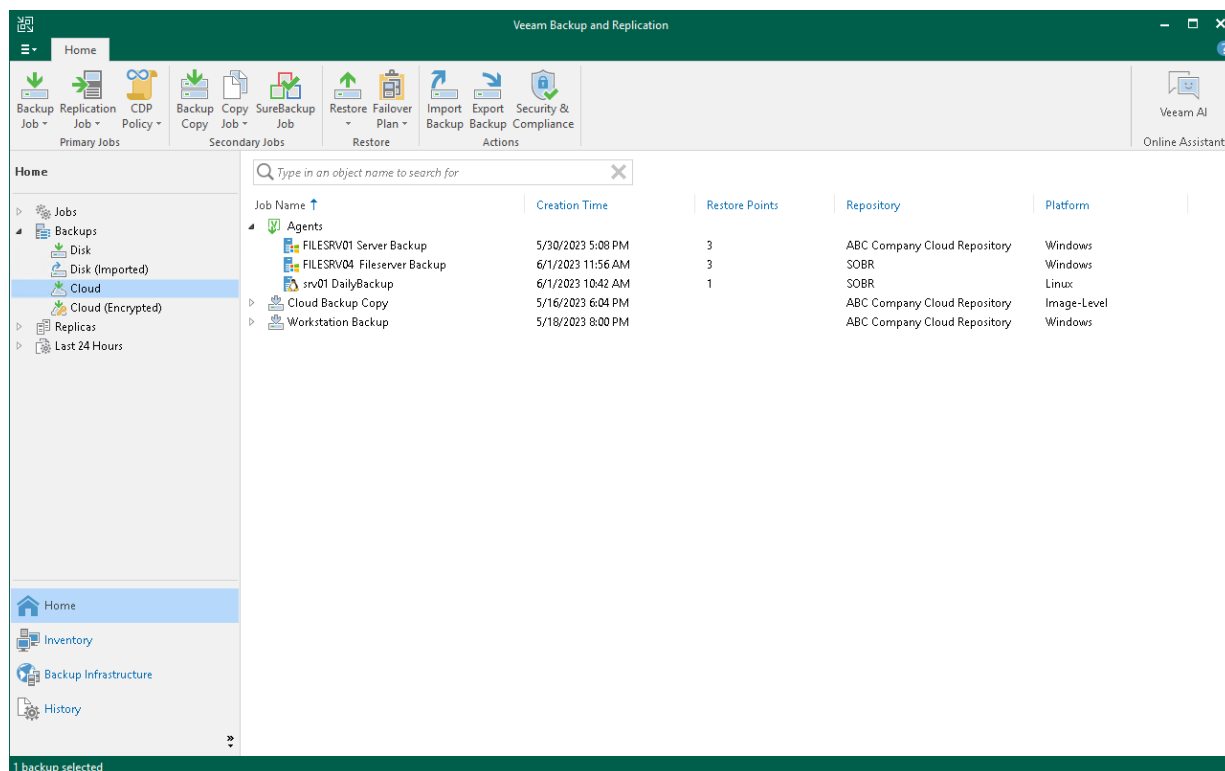 Veeam Backup and Replication
Home
Backup Job
Replication Job
CDP Policy
Primary Jobs
Backup Copy
Copy Job
SureBackup Job
Secondary Jobs
Restore
Failover Plan
Restore
Import Backup
Export Backup
Security & Compliance
Actions
Veeam AI
Online Assistant
Home
Jobs
Backups
Disk
Disk (Imported)
Cloud
Cloud (Encrypted)
Replicas
Last 24 Hours
Type in an object name to search for
Job Name Creation Time Restore Points Repository Platform
Agents
FILESRV01 Server Backup 5/30/2023 5:08 PM 3 ABC Company Cloud Repository Windows
FILESRV04 Fileserver Backup 6/1/2023 11:56 AM 3 SOBR Windows
srv01 DailyBackup 6/1/2023 10:42 AM 1 SOBR Linux
Cloud Backup Copy 5/16/2023 6:04 PM ABC Company Cloud Repository Image-Level
Workstation Backup 5/18/2023 8:00 PM ABC Company Cloud Repository Windows
Home
Inventory
Backup Infrastructure
History
1 backup selected